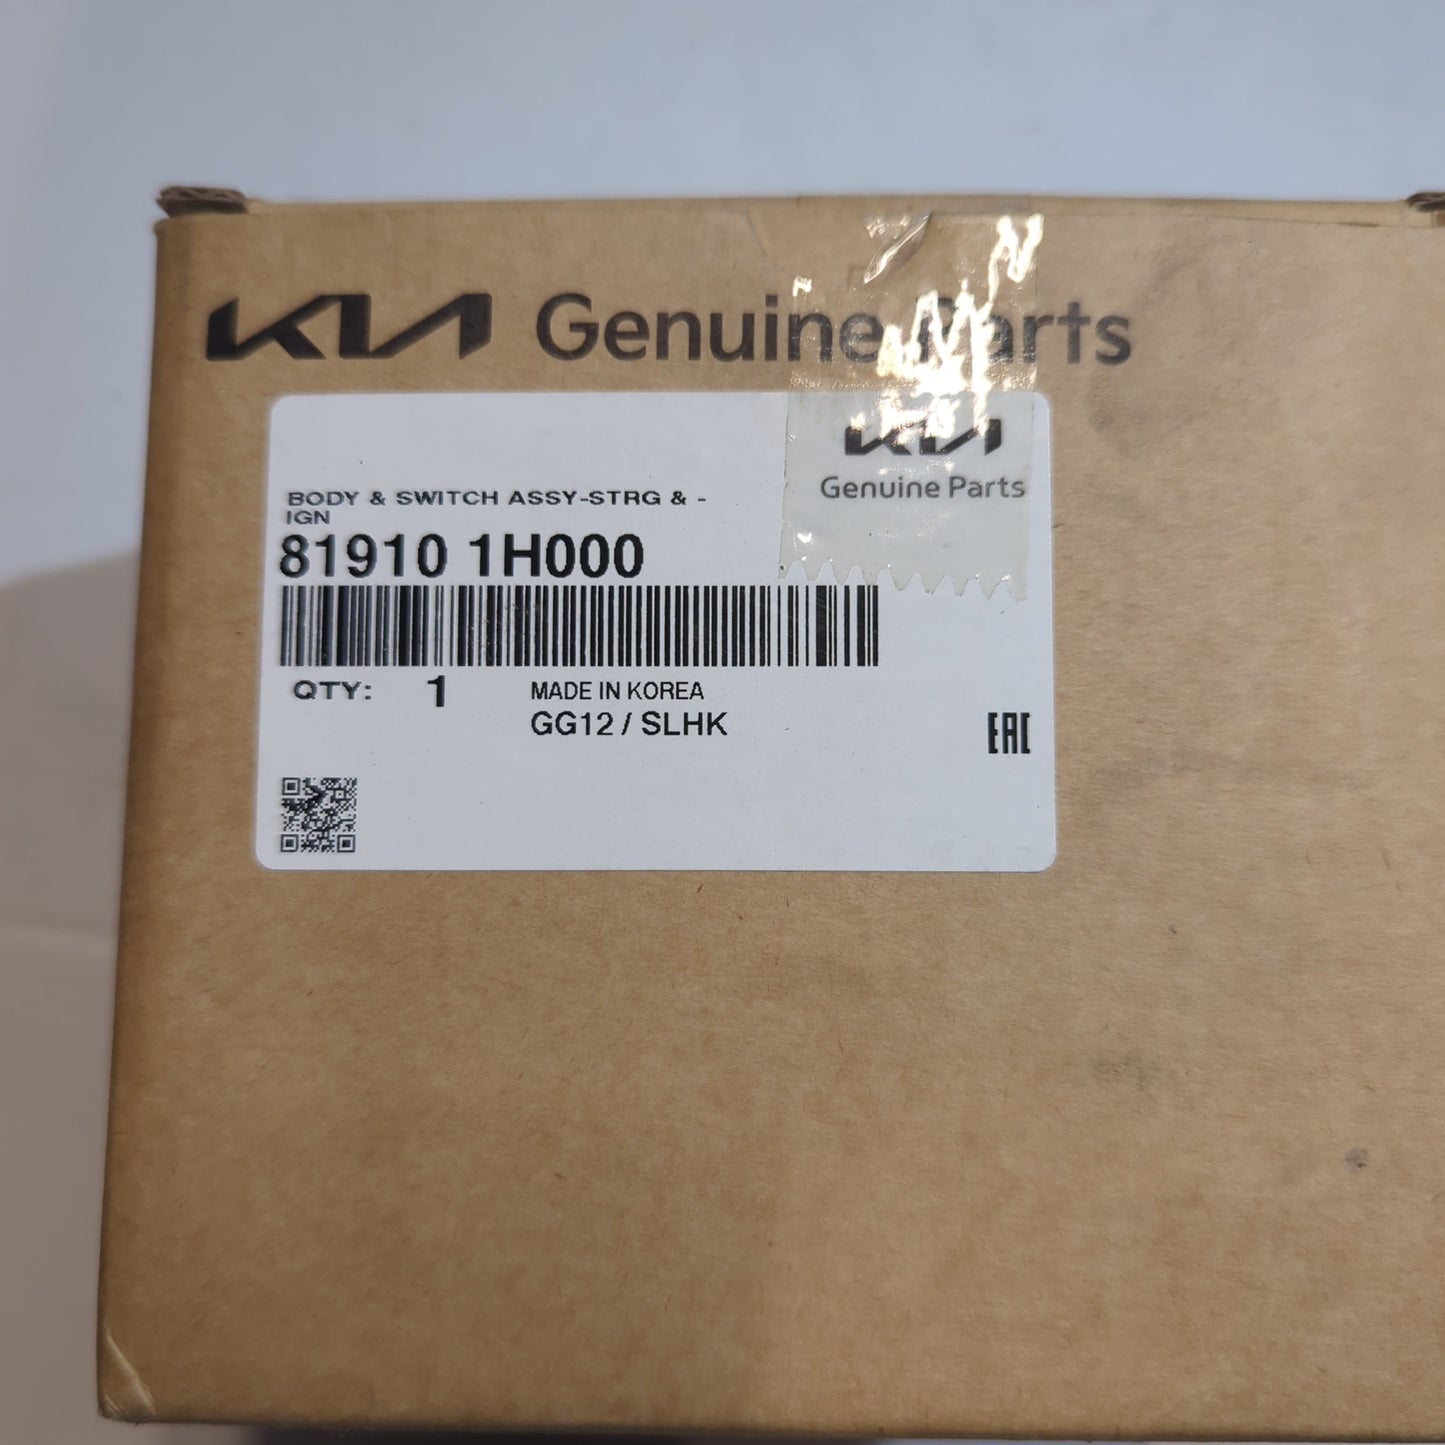 KIA Genuine Parts
KIA
Genuine Parts
BODY & SWITCH ASSY-STRG & -
IGN
81910 1H000
QTY: 1 MADE IN KOREA
GG12 / SLHK
EAC